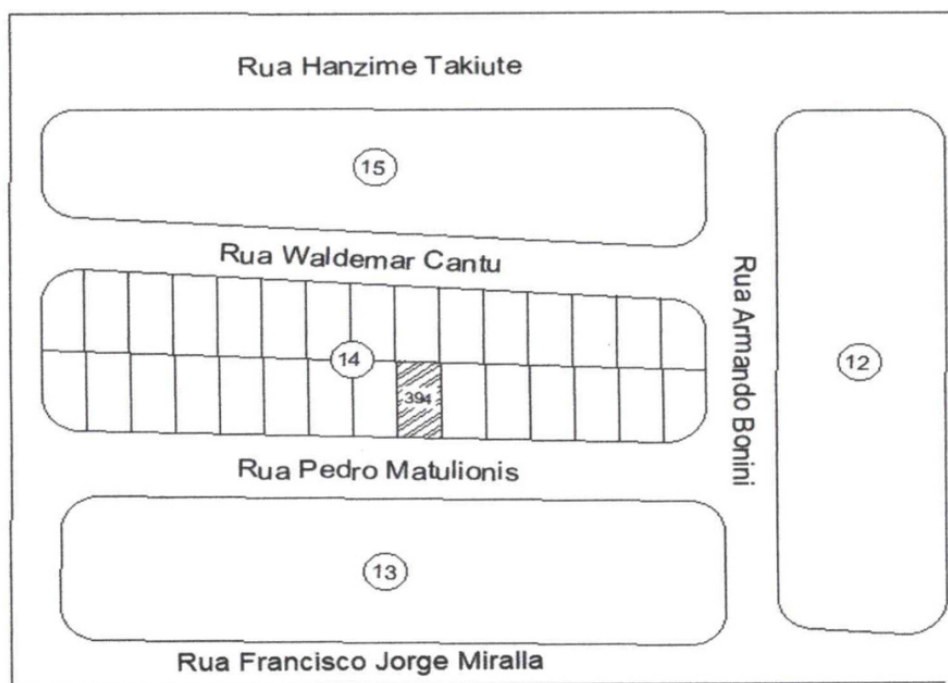 Rua Hanzime Takiute
15
Rua Waldemar Cantu
14
394
Rua Armando Bonini
12
Rua Pedro Matulionis
13
Rua Francisco Jorge Miralla